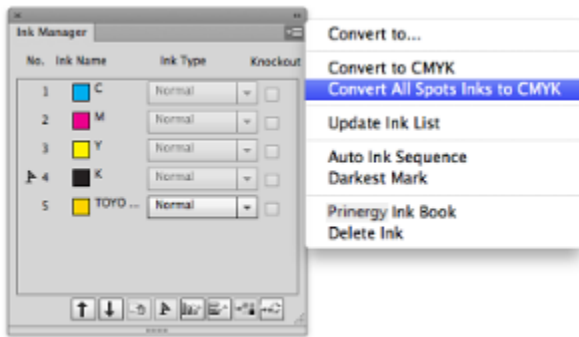 Ink Manager
No. Ink Name Ink Type Knockout
1 C Normal
2 M Normal
3 Y Normal
4 K Normal
5 TOYO ... Normal
Convert to...
Convert to CMYK
Convert All Spots Inks to CMYK
Update Ink List
Auto Ink Sequence
Darkest Mark
Prinergy Ink Book
Delete Ink